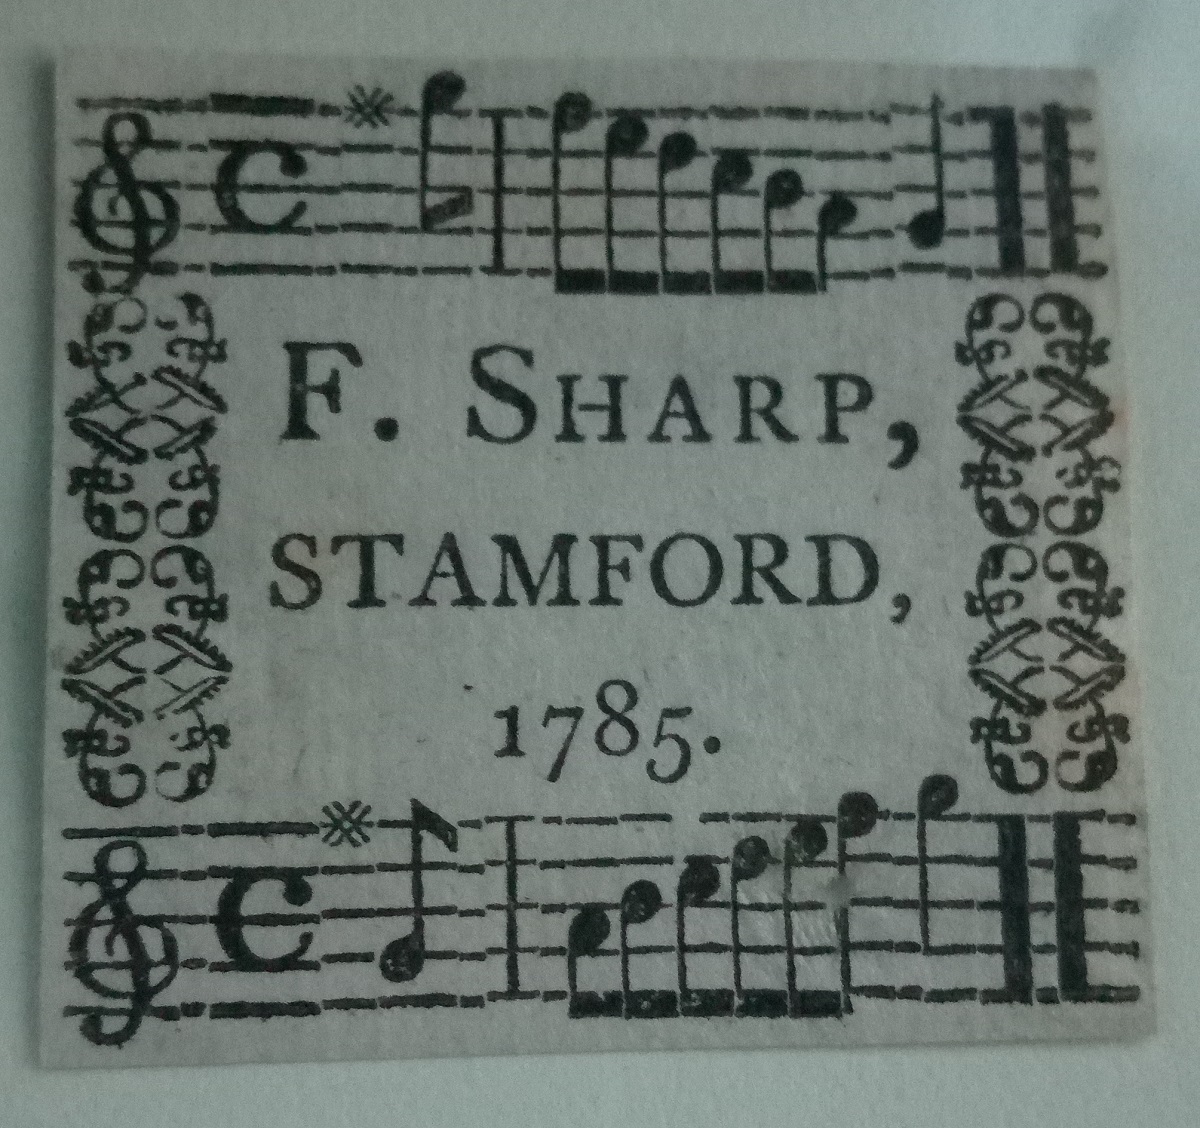 F. SHARP,
STAMFORD,
1785.